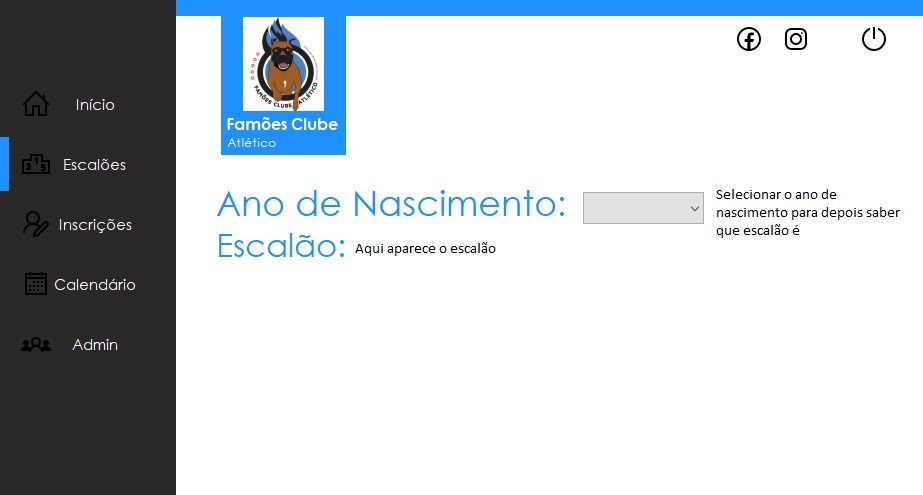 Início
Escalões
Inscrições
Calendário
Admin
FAMÕES CLUBE ATLÉTICO
Famões Clube
Atlético
Ano de Nascimento:
Selecionar o ano de
nascimento para depois saber
que escalão é
Escalão:
Aqui aparece o escalão